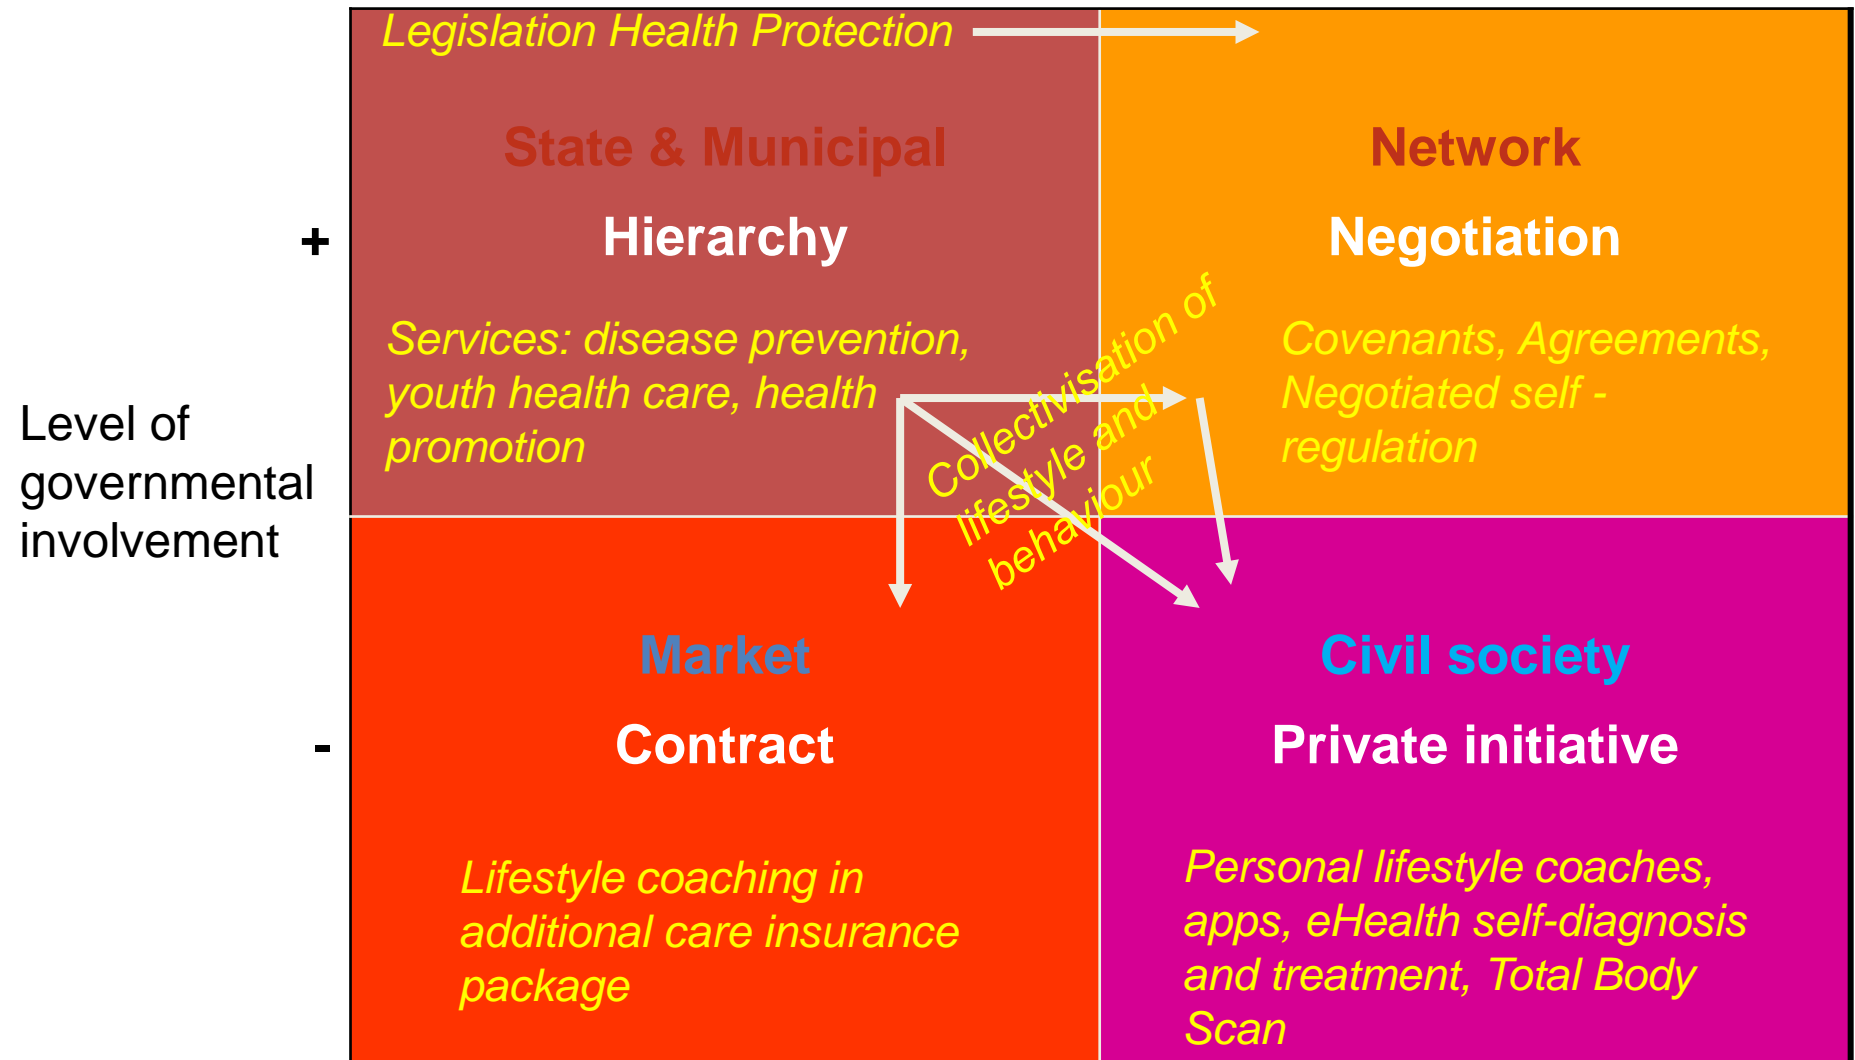 Legislation Health Protection
State & Municipal
Hierarchy
Services: disease prevention,
youth health care, health
promotion
Network
Negotiation
Covenants, Agreements,
Negotiated self -
regulation
Collectivisation of
lifestyle and
behaviour
+
Level of
governmental
involvement
-
Market
Contract
Lifestyle coaching in
additional care insurance
package
Civil society
Private initiative
Personal lifestyle coaches,
apps, eHealth self-diagnosis
and treatment, Total Body
Scan